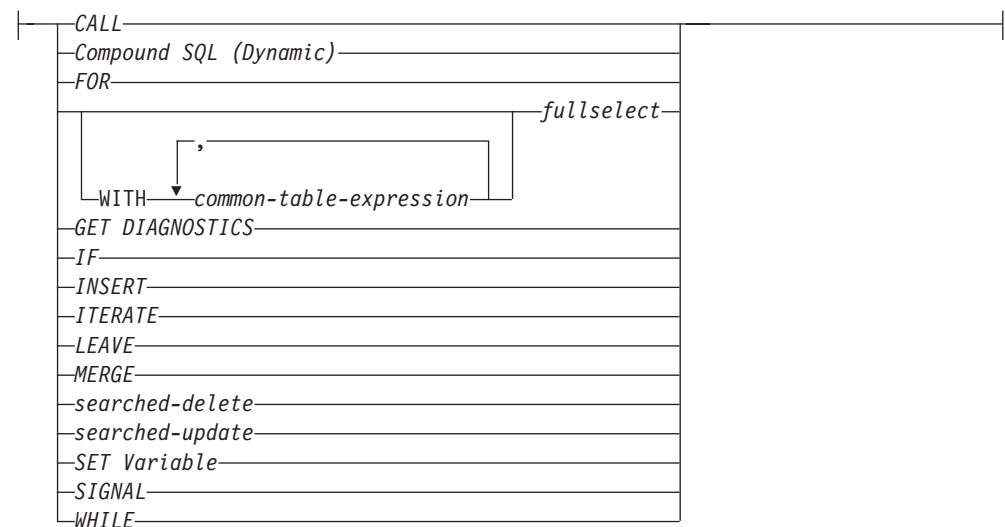 CALL
Compound SQL (Dynamic)
FOR
fullselect
,
WITH common-table-expression
GET DIAGNOSTICS
IF
INSERT
ITERATE
LEAVE
MERGE
searched-delete
searched-update
SET Variable
SIGNAL
WHILE